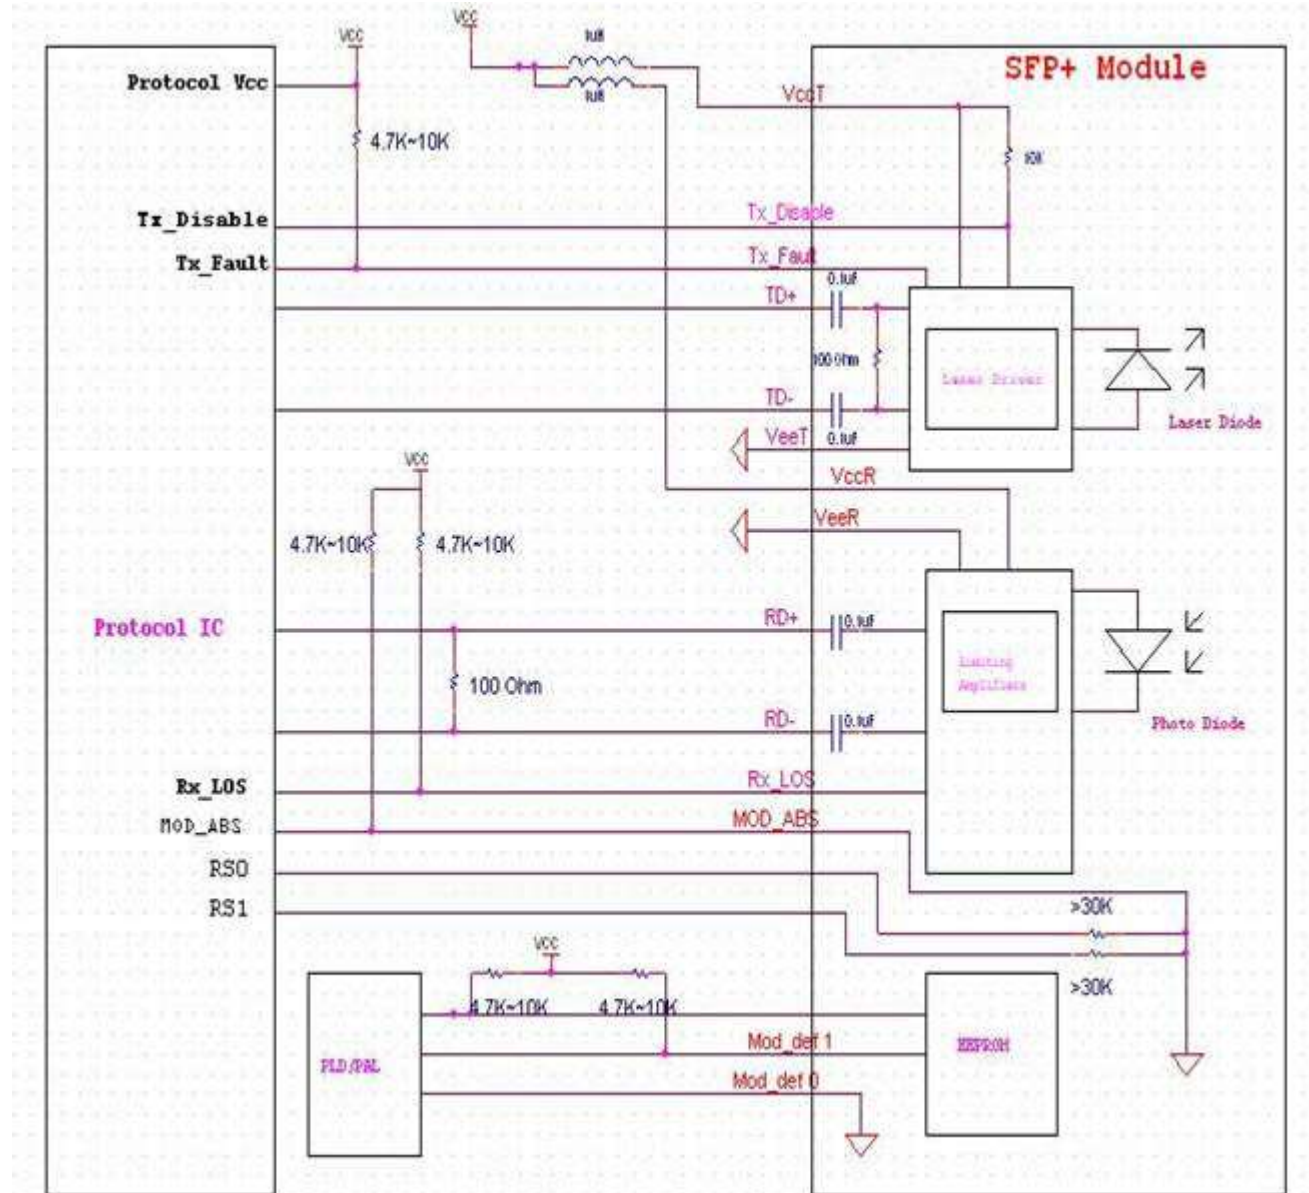 Vcc
Vcc
1uH
SFP+ Module
Protocol Vcc
1uH
VccT
4.7K~10K
10K
Tx_Disable
Tx_Disable
Tx_Fault
Tx_Fault
0.1uf
TD+
100 Ohm
Laser Driver
TD-
Laser Diode
VeeT
0.1uf
Vcc
VccR
VeeR
4.7K~10K
4.7K~10K
RD+
0.1uf
Protocol IC
Limiting
Amplifiers
100 Ohm
RD-
0.1uf
Photo Diode
Rx_LOS
Rx_LOS
MOD_ABS
MOD_ABS
RS0
RS1
>30K
Vcc
>30K
4.7K~10K
4.7K~10K
Mod_def 1
EEPROM
PLD/PAL
Mod_def 0